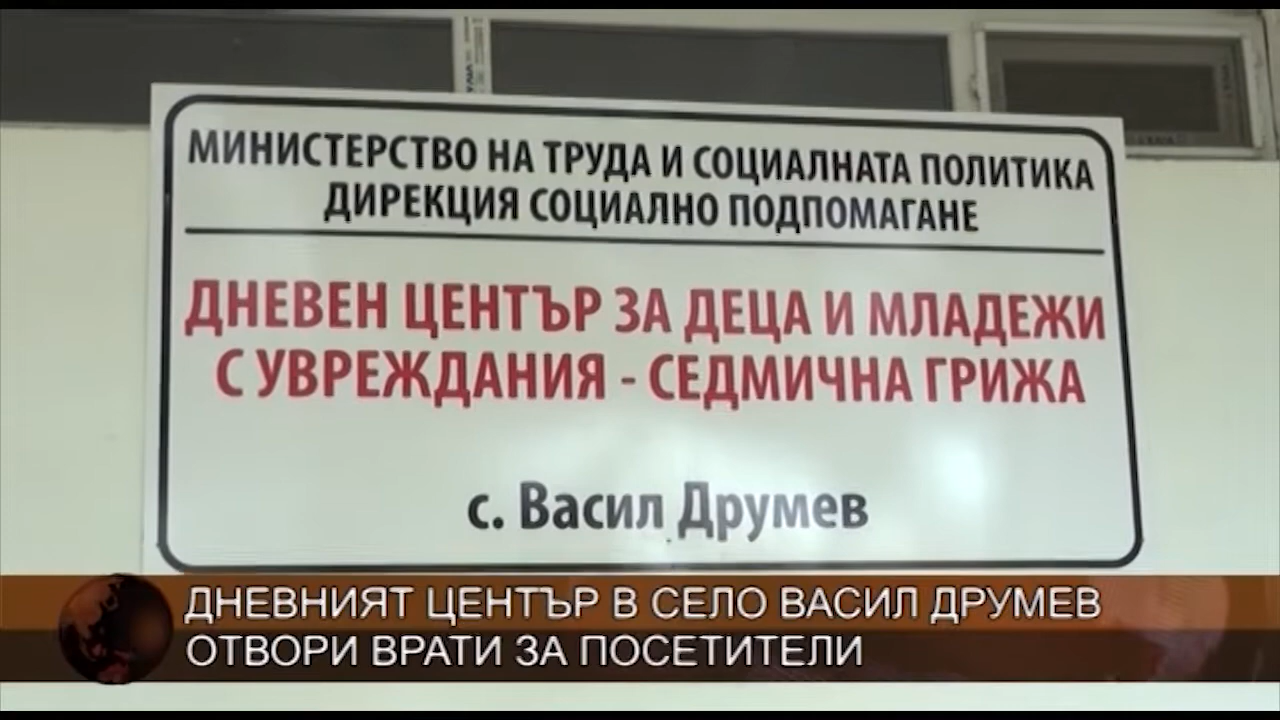 МИНИСТЕРСТВО НА ТРУДА И СОЦИАЛНАТА ПОЛИТИКА
ДИРЕКЦИЯ СОЦИАЛНО ПОДПОМАГАНЕ
ДНЕВЕН ЦЕНТЪР ЗА ДЕЦА И МЛАДЕЖИ
С УВРЕЖДАНИЯ - СЕДМИЧНА ГРИЖА
с. Васил Друмев
ДНЕВНИЯТ ЦЕНТЪР В СЕЛО ВАСИЛ ДРУМЕВ
ОТВОРИ ВРАТИ ЗА ПОСЕТИТЕЛИ